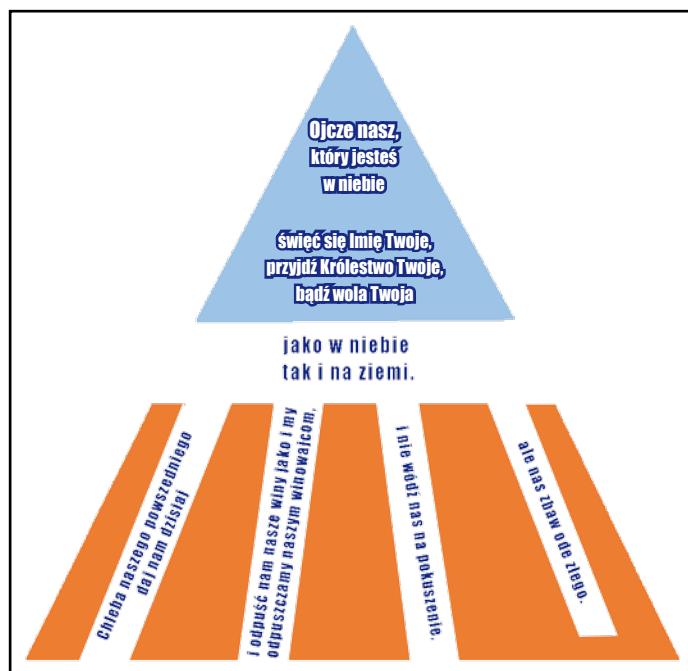 Ojcze nasz,
który jesteś
w niebie
święć się Imię Twoje,
przyjdź Królestwo Twoje,
bądź wola Twoja
jako w niebie
tak i na ziemi.
Chleba naszego powszedniego
daj nam dzisiaj
i odpuść nam nasze winy jako i my
odpuszczamy naszym winowajcom,
i nie wódź nas na pokuszenie,
ale nas zbaw ode złego.